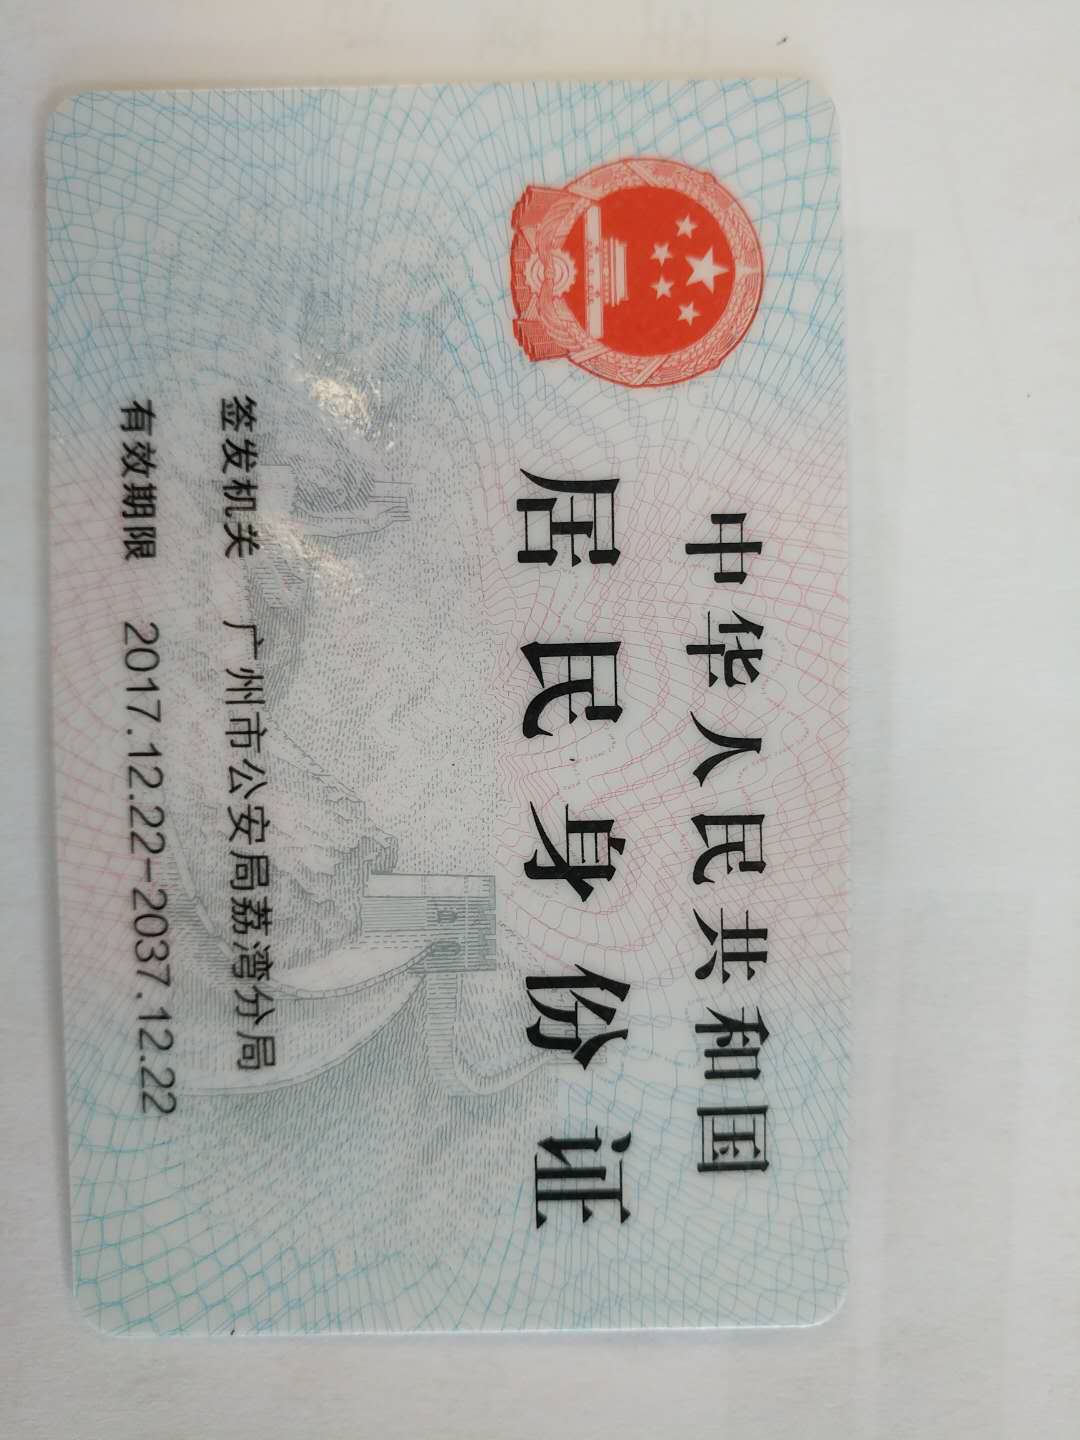 中华人民共和国
居民身份证
签发机关 广州市公安局荔湾分局
有效期限 2017.12.22-2037.12.22